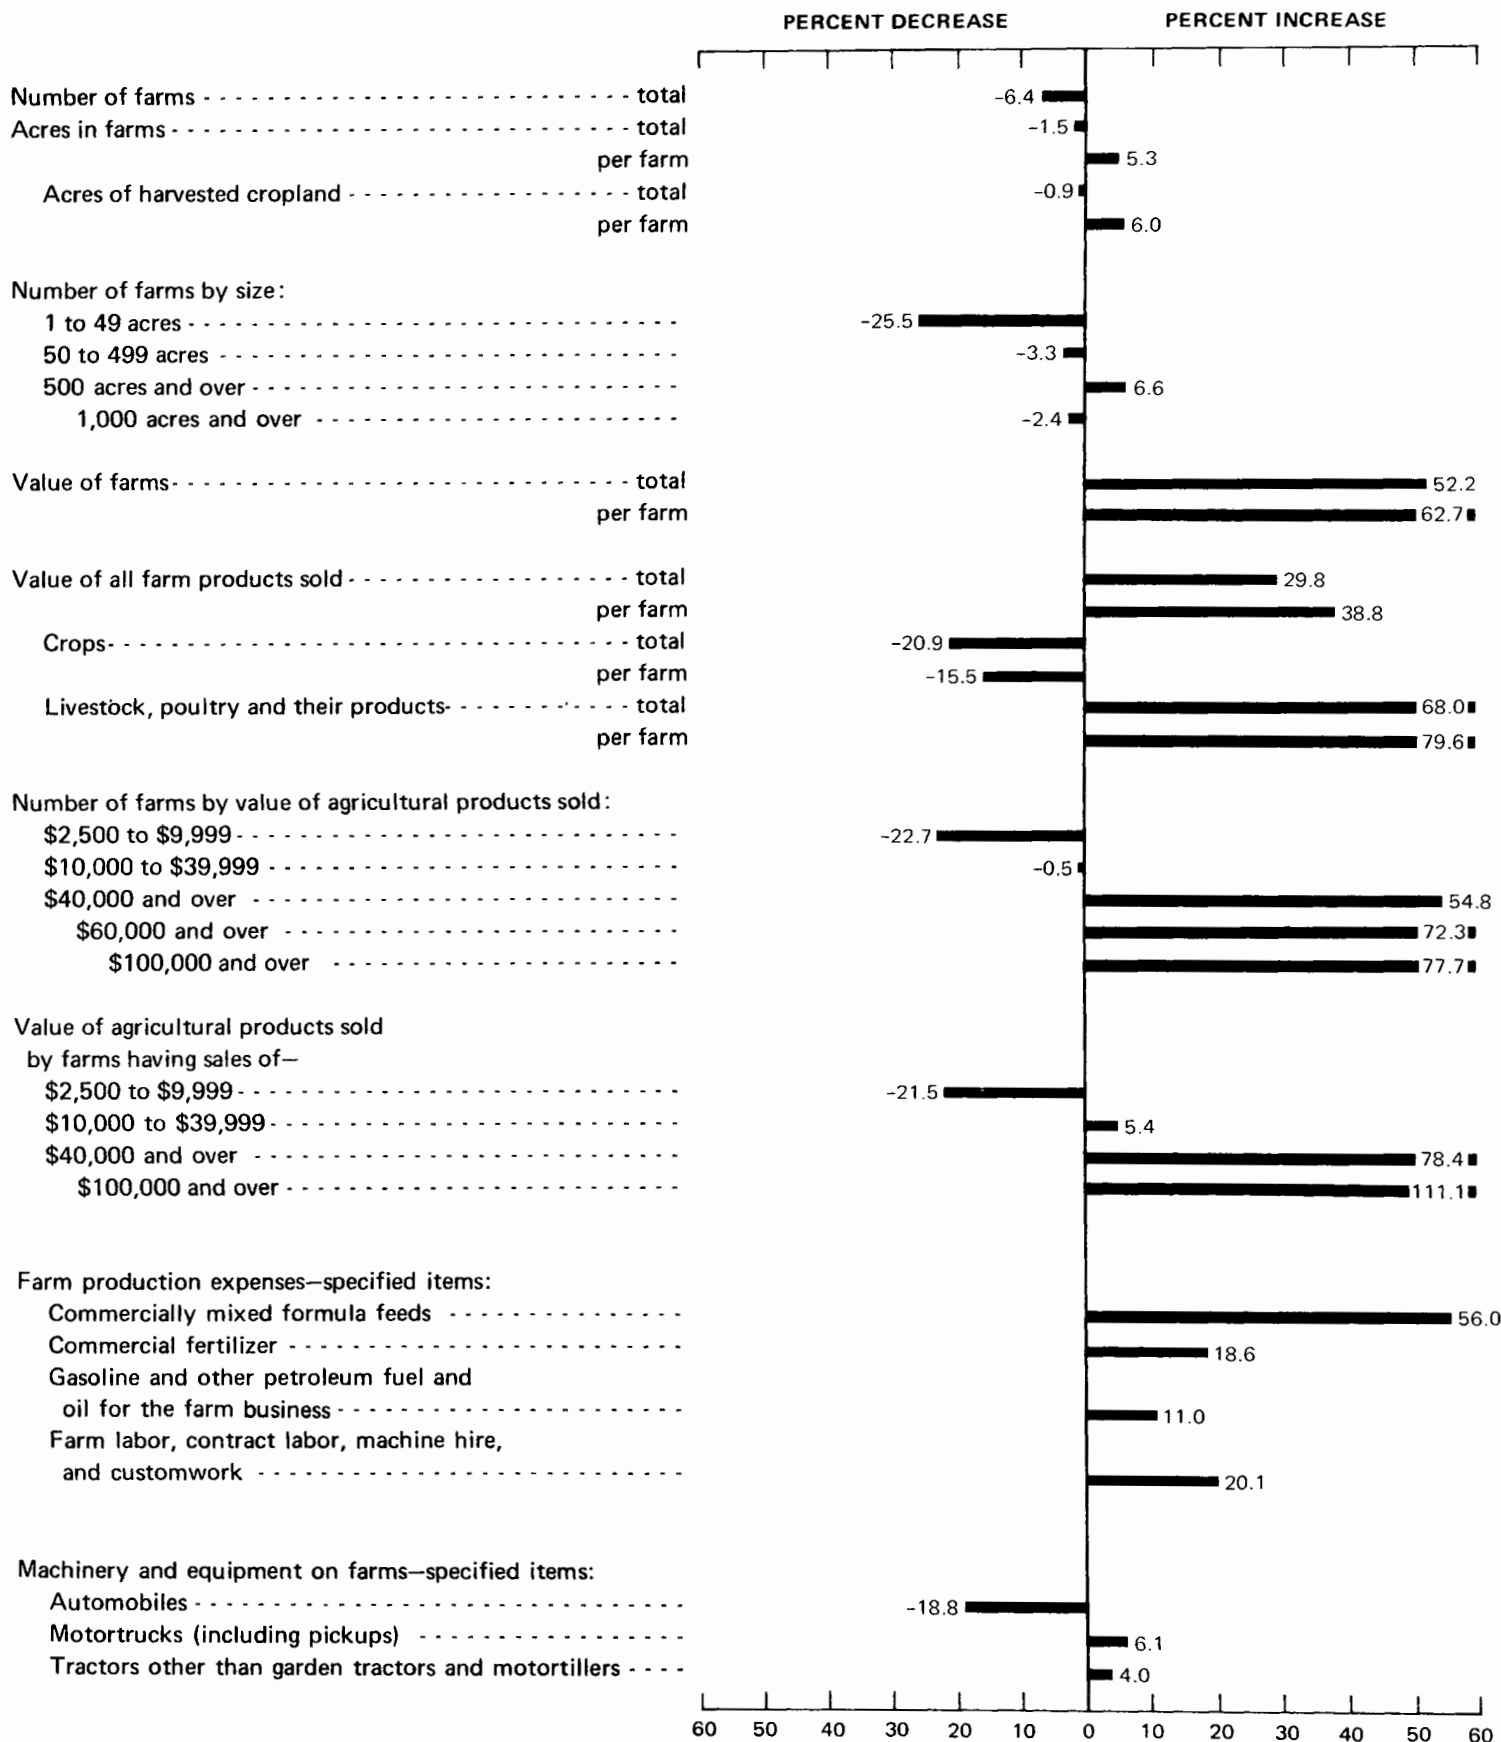 PERCENT DECREASE PERCENT INCREASE
Number of farms - - - - - - - - - - - - - - - - - - - - - - - - - - - total -6.4
Acres in farms - - - - - - - - - - - - - - - - - - - - - - - - - - - - - total -1.5
per farm 5.3
Acres of harvested cropland - - - - - - - - - - - - - - - - - - total -0.9
per farm 6.0
Number of farms by size:
1 to 49 acres - - - - - - - - - - - - - - - - - - - - - - - - - - - - - - - -25.5
50 to 499 acres - - - - - - - - - - - - - - - - - - - - - - - - - - - - - -3.3
500 acres and over - - - - - - - - - - - - - - - - - - - - - - - - - - - 6.6
1,000 acres and over - - - - - - - - - - - - - - - - - - - - - - - -2.4
Value of farms - - - - - - - - - - - - - - - - - - - - - - - - - - - - - total 52.2
per farm 62.7
Value of all farm products sold - - - - - - - - - - - - - - - - - - total 29.8
per farm 38.8
Crops - - - - - - - - - - - - - - - - - - - - - - - - - - - - - - - - - total -20.9
per farm -15.5
Livestock, poultry and their products - - - - - - - - - - - - total 68.0
per farm 79.6
Number of farms by value of agricultural products sold:
$2,500 to $9,999 - - - - - - - - - - - - - - - - - - - - - - - - - - - - -22.7
$10,000 to $39,999 - - - - - - - - - - - - - - - - - - - - - - - - - - -0.5
$40,000 and over - - - - - - - - - - - - - - - - - - - - - - - - - - - 54.8
$60,000 and over - - - - - - - - - - - - - - - - - - - - - - - - - 72.3
$100,000 and over - - - - - - - - - - - - - - - - - - - - - - 77.7
Value of agricultural products sold
by farms having sales of—
$2,500 to $9,999 - - - - - - - - - - - - - - - - - - - - - - - - - - - - -21.5
$10,000 to $39,999 - - - - - - - - - - - - - - - - - - - - - - - - - - 5.4
$40,000 and over - - - - - - - - - - - - - - - - - - - - - - - - - - - 78.4
$100,000 and over - - - - - - - - - - - - - - - - - - - - - - - - - 111.1
Farm production expenses—specified items:
Commercially mixed formula feeds - - - - - - - - - - - - - - - 56.0
Commercial fertilizer - - - - - - - - - - - - - - - - - - - - - - - - - 18.6
Gasoline and other petroleum fuel and
oil for the farm business - - - - - - - - - - - - - - - - - - - - - - 11.0
Farm labor, contract labor, machine hire,
and customwork - - - - - - - - - - - - - - - - - - - - - - - - - - - 20.1
Machinery and equipment on farms—specified items:
Automobiles - - - - - - - - - - - - - - - - - - - - - - - - - - - - - - - -18.8
Motortrucks (including pickups) - - - - - - - - - - - - - - - - - 6.1
Tractors other than garden tractors and motortillers - - - - 4.0
60 50 40 30 20 10 0 10 20 30 40 50 60